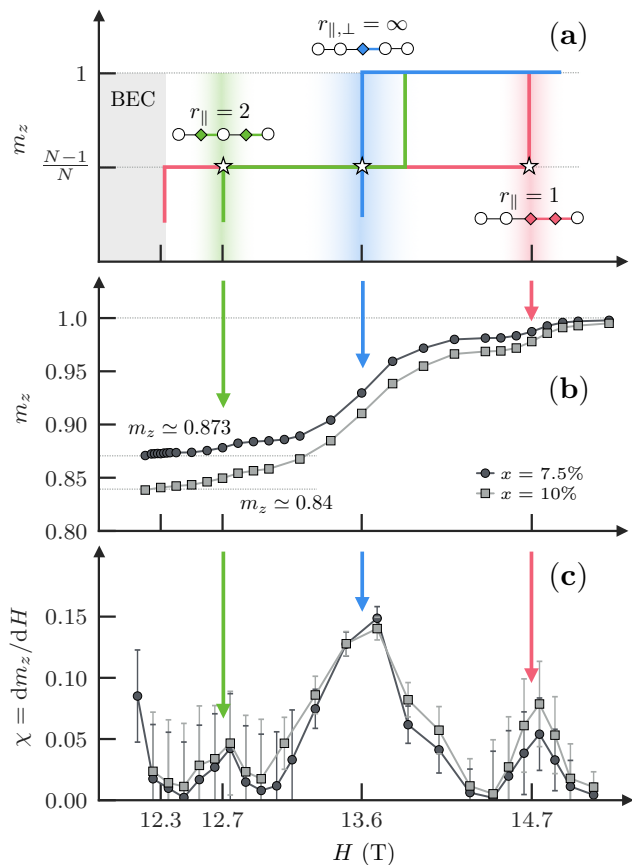 r∥,⊥ = ∞
(a)
1
BEC
r∥ = 2
m_z
N−1
N
r∥ = 1
(b)
1.0
0.95
m_z
0.90
m_z ≃ 0.873
0.85
x = 7.5%
x = 10%
m_z ≃ 0.84
0.80
(c)
0.15
χ = dm_z/dH
0.10
0.05
0.00
12.3 12.7 13.6 14.7
H (T)